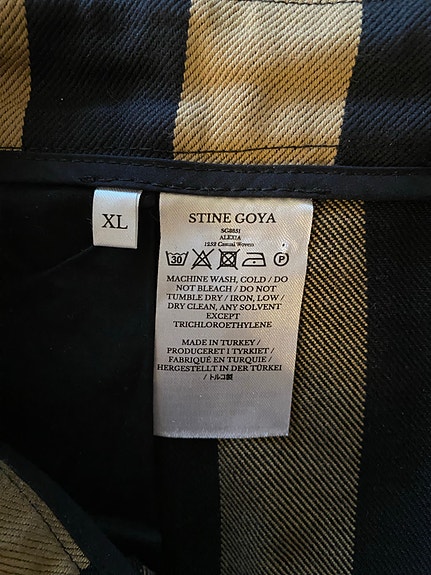 XL
STINE GOYA
SG3651
ALEXIA
1252 Casual Woven
30 P
MACHINE WASH, COLD / DO
NOT BLEACH / DO NOT
TUMBLE DRY / IRON, LOW /
DRY CLEAN, ANY SOLVENT
EXCEPT
TRICHLOROETHYLENE
MADE IN TURKEY /
PRODUCERET I TYRKIET /
FABRIQUÉ EN TURQUIE /
HERGESTELLT IN DER TÜRKEI
/ トルコ製